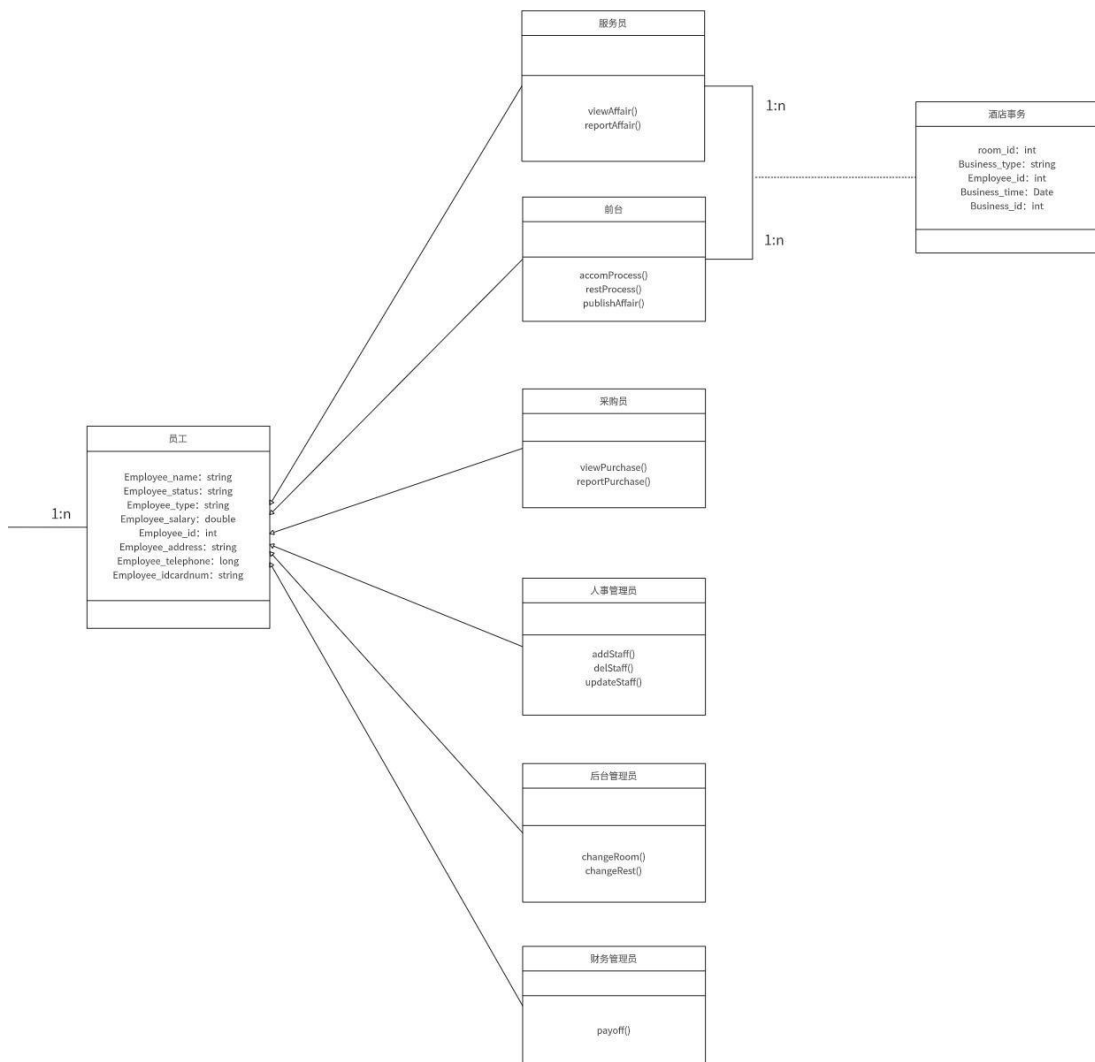 服务员
viewAffair()
reportAffair()
1:n
酒店事务
room_id：int
Business_type：string
Employee_id：int
Business_time：Date
Business_id：int
前台
accomProcess()
restProcess()
publishAffair()
1:n
采购员
viewPurchase()
reportPurchase()
员工
Employee_name：string
Employee_status：string
Employee_type：string
Employee_salary：double
Employee_id：int
Employee_address：string
Employee_telephone：long
Employee_idcardnum：string
1:n
人事管理员
addStaff()
delStaff()
updateStaff()
后台管理员
changeRoom()
changeRest()
财务管理员
payoff()